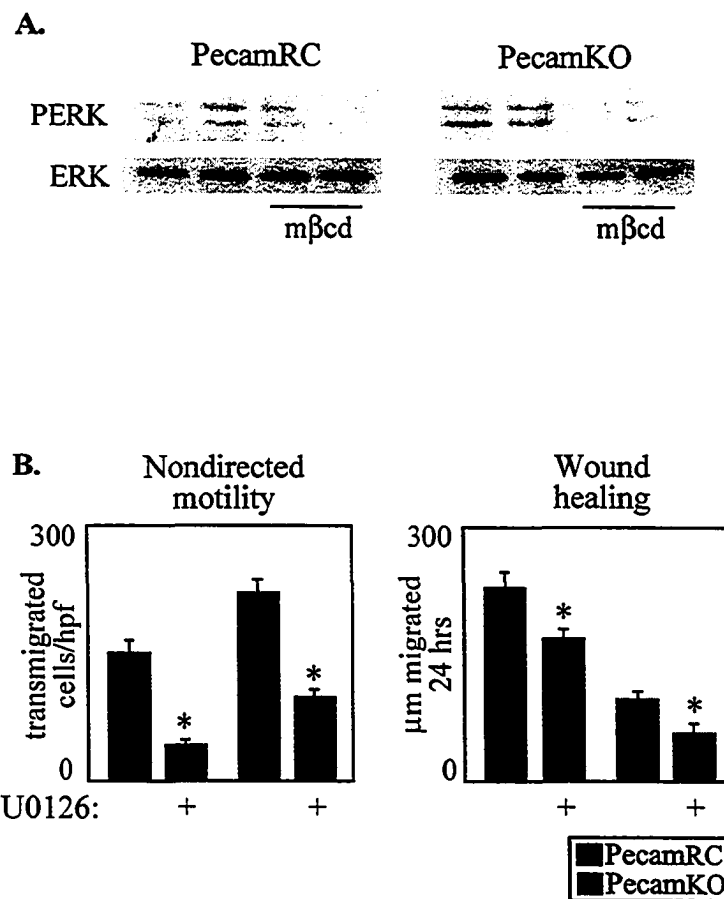 A.
PecamRC PecamKO
PERK
ERK
mβcd mβcd
B.
Nondirected
motility
Wound
healing
300
transmigrated
cells/hpf
0
* *
300
μm migrated
24 hrs
0
* *
U0126: + + + +
PecamRC
PecamKO